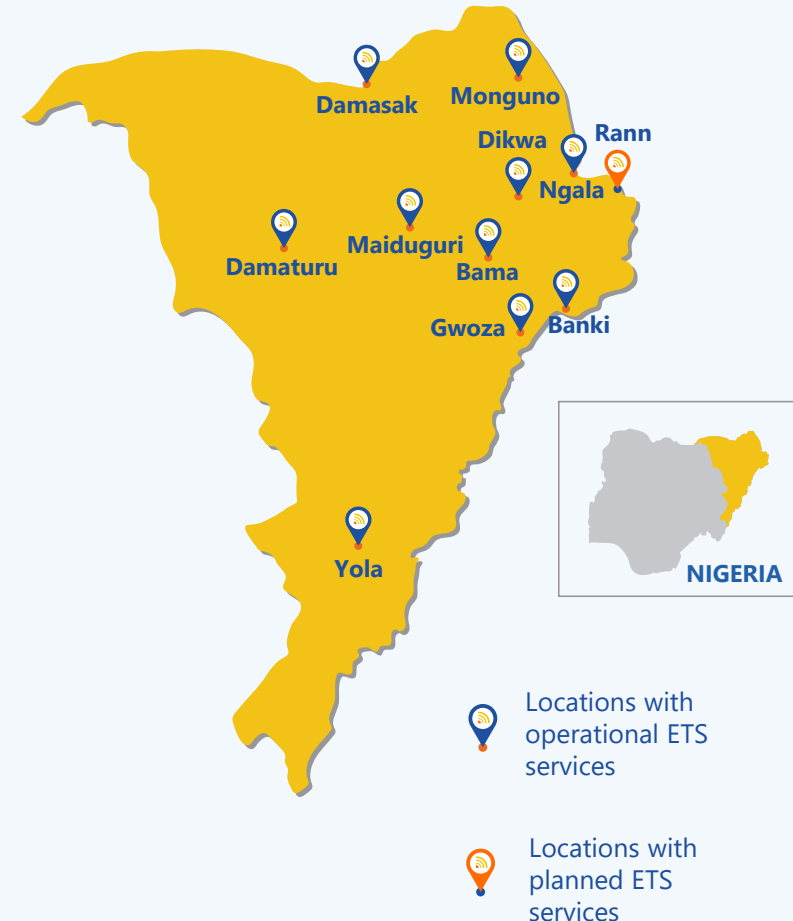 Damasak
Monguno
Dikwa
Rann
Ngala
Maiduguri
Damaturu
Bama
Gwoza
Banki
Yola
NIGERIA
Locations with
operational ETS
services
Locations with
planned ETS
services